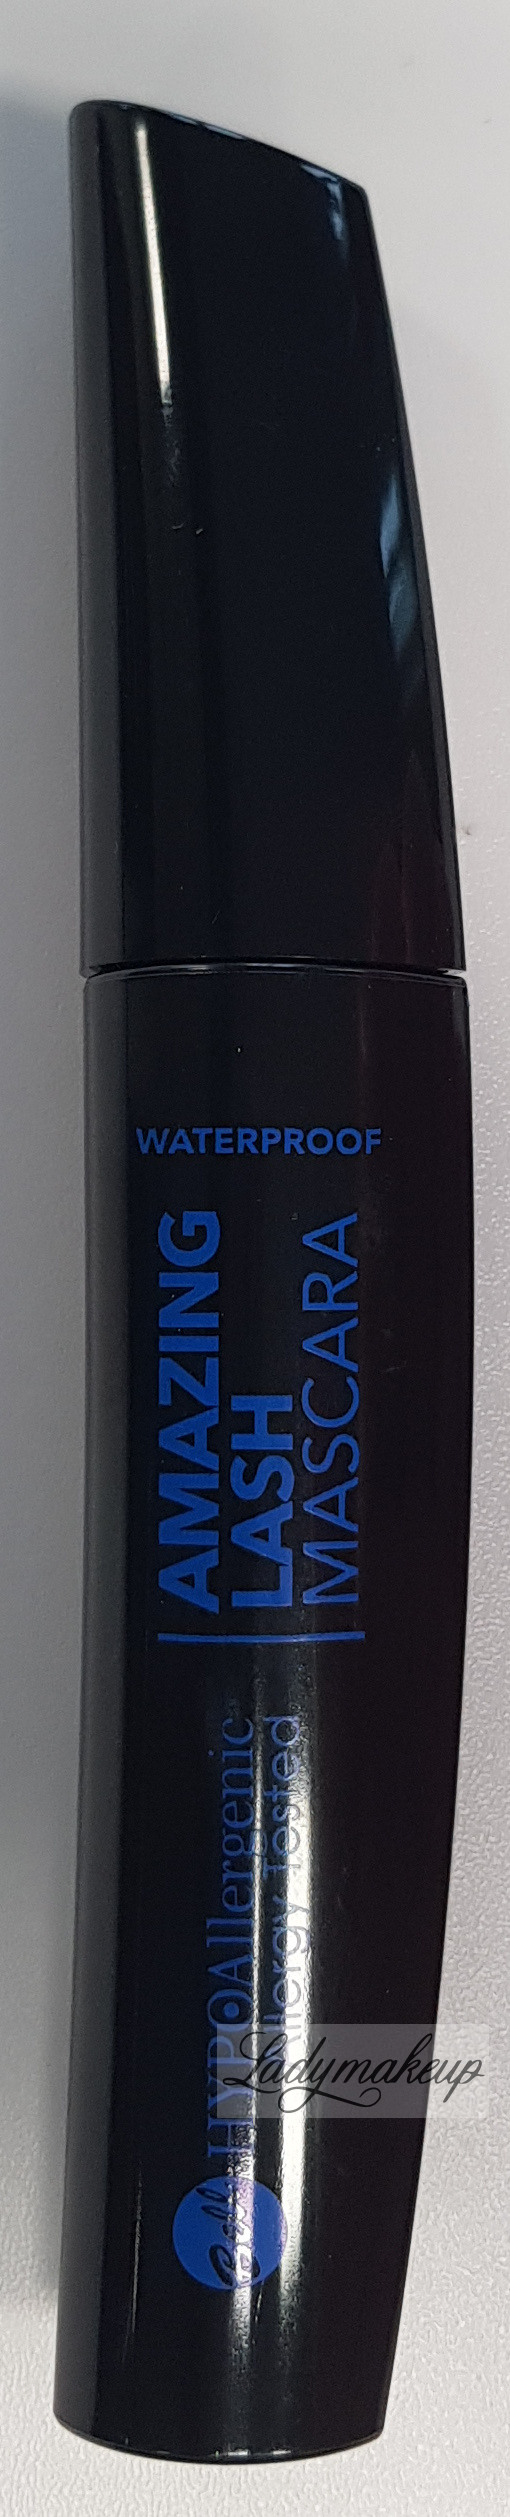 WATERPROOF
AMAZING
LASH
MASCARA
HYPOAllergenic
Allergy Tested
Bell
Ladymakeup